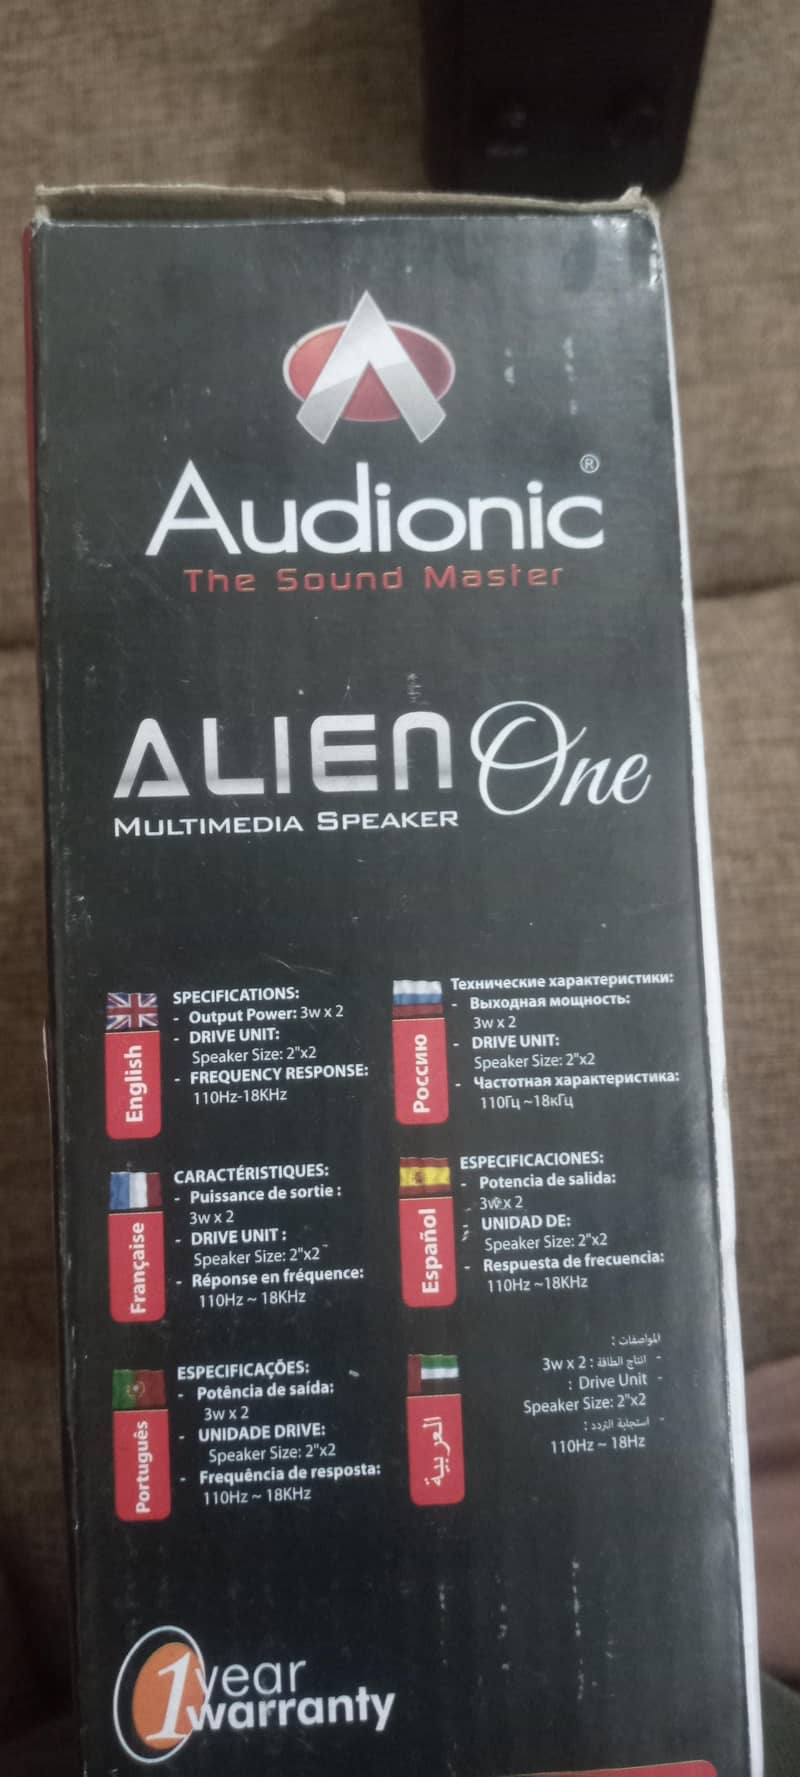 Audionic®
The Sound Master
ALIEN One
MULTIMEDIA SPEAKER
English
SPECIFICATIONS:
- Output Power: 3w x 2
- DRIVE UNIT:
Speaker Size: 2"x2
- FREQUENCY RESPONSE:
110Hz-18KHz
Россию
Технические характеристики:
- Выходная мощность:
3w x 2
- DRIVE UNIT:
Speaker Size: 2"x2
- Частотная характеристика:
110Гц ~18кГц
Française
CARACTÉRISTIQUES:
- Puissance de sortie :
3w x 2
- DRIVE UNIT :
Speaker Size: 2"x2
- Réponse en fréquence:
110Hz ~ 18KHz
Español
ESPECIFICACIONES:
- Potencia de salida:
3w x 2
- UNIDAD DE:
Speaker Size: 2"x2
- Respuesta de frecuencia:
110Hz ~18KHz
Português
ESPECIFICAÇÕES:
- Potência de saída:
3w x 2
- UNIDADE DRIVE:
Speaker Size: 2"x2
- Frequência de resposta:
110Hz ~ 18KHz
العربية
المواصفات :
- انتاج الطاقة : 3w x 2
- Drive Unit :
Speaker Size: 2"x2
- استجابة التردد :
110Hz ~ 18Hz
1 year
warranty